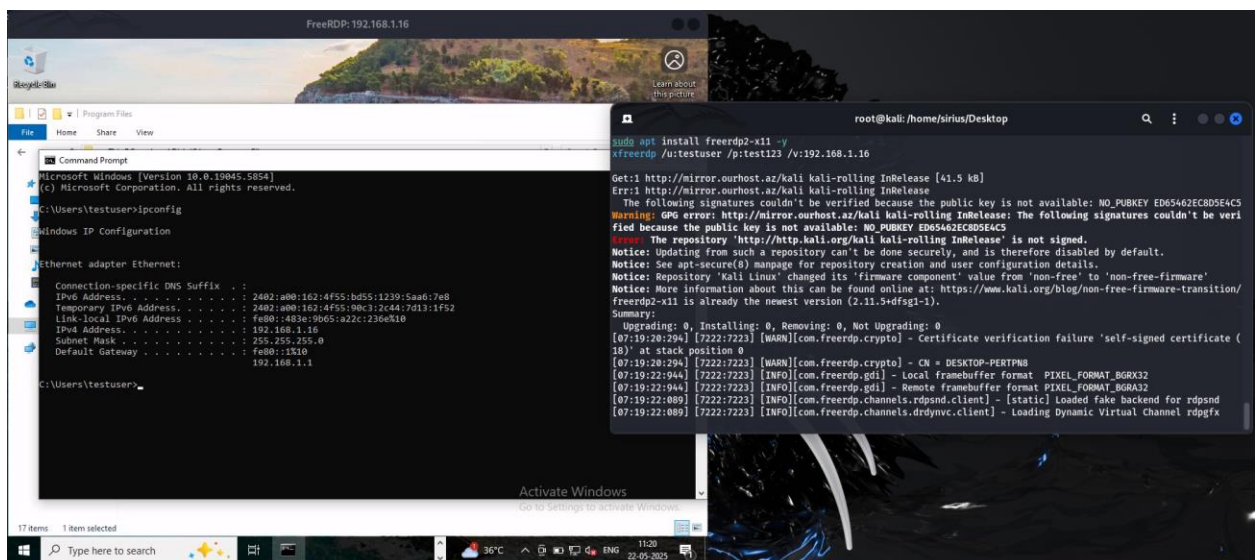 FreeRDP: 192.168.1.16
Recycle Bin
Learn about
this picture
Program Files
File Home Share View
Command Prompt
Microsoft Windows [Version 10.0.19045.5854]
(c) Microsoft Corporation. All rights reserved.
C:\Users\testuser>ipconfig
Windows IP Configuration
Ethernet adapter Ethernet:
Connection-specific DNS Suffix . :
IPv6 Address. . . . . . . . . . . : 2402:a00:162:4f55:bd55:1239:5aa6:7e8
Temporary IPv6 Address. . . . . . : 2402:a00:162:4f55:90c3:2c44:7d13:1f52
Link-local IPv6 Address . . . . . : fe80::483e:9b65:a22c:236e%10
IPv4 Address. . . . . . . . . . . : 192.168.1.16
Subnet Mask . . . . . . . . . . . : 255.255.255.0
Default Gateway . . . . . . . . . : fe80::1%10
192.168.1.1
C:\Users\testuser>_
Activate Windows
Go to Settings to activate Windows.
17 items 1 item selected
Type here to search
36°C
ENG
11:20
22-05-2025
root@kali: /home/sirius/Desktop
sudo apt install freerdp2-x11 -y
xfreerdp /u:testuser /p:test123 /v:192.168.1.16
Get:1 http://mirror.ourhost.az/kali kali-rolling InRelease [41.5 kB]
Err:1 http://mirror.ourhost.az/kali kali-rolling InRelease
The following signatures couldn't be verified because the public key is not available: NO_PUBKEY ED65462EC8D5E4C5
Warning: GPG error: http://mirror.ourhost.az/kali kali-rolling InRelease: The following signatures couldn't be veri
fied because the public key is not available: NO_PUBKEY ED65462EC8D5E4C5
Error: The repository 'http://http.kali.org/kali kali-rolling InRelease' is not signed.
Notice: Updating from such a repository can't be done securely, and is therefore disabled by default.
Notice: See apt-secure(8) manpage for repository creation and user configuration details.
Notice: Repository 'Kali Linux' changed its 'firmware component' value from 'non-free' to 'non-free-firmware'
Notice: More information about this can be found online at: https://www.kali.org/blog/non-free-firmware-transition/
freerdp2-x11 is already the newest version (2.11.5+dfsg1-1).
Summary:
Upgrading: 0, Installing: 0, Removing: 0, Not Upgrading: 0
[07:19:20:294] [7222:7223] [WARN][com.freerdp.crypto] - Certificate verification failure 'self-signed certificate (
18)' at stack position 0
[07:19:20:294] [7222:7223] [WARN][com.freerdp.crypto] - CN = DESKTOP-PERTPN8
[07:19:22:944] [7222:7223] [INFO][com.freerdp.gdi] - Local framebuffer format PIXEL_FORMAT_BGRX32
[07:19:22:944] [7222:7223] [INFO][com.freerdp.gdi] - Remote framebuffer format PIXEL_FORMAT_BGRA32
[07:19:22:089] [7222:7223] [INFO][com.freerdp.channels.rdpsnd.client] - [static] Loaded fake backend for rdpsnd
[07:19:22:089] [7222:7223] [INFO][com.freerdp.channels.drdynvc.client] - Loading Dynamic Virtual Channel rdpgfx